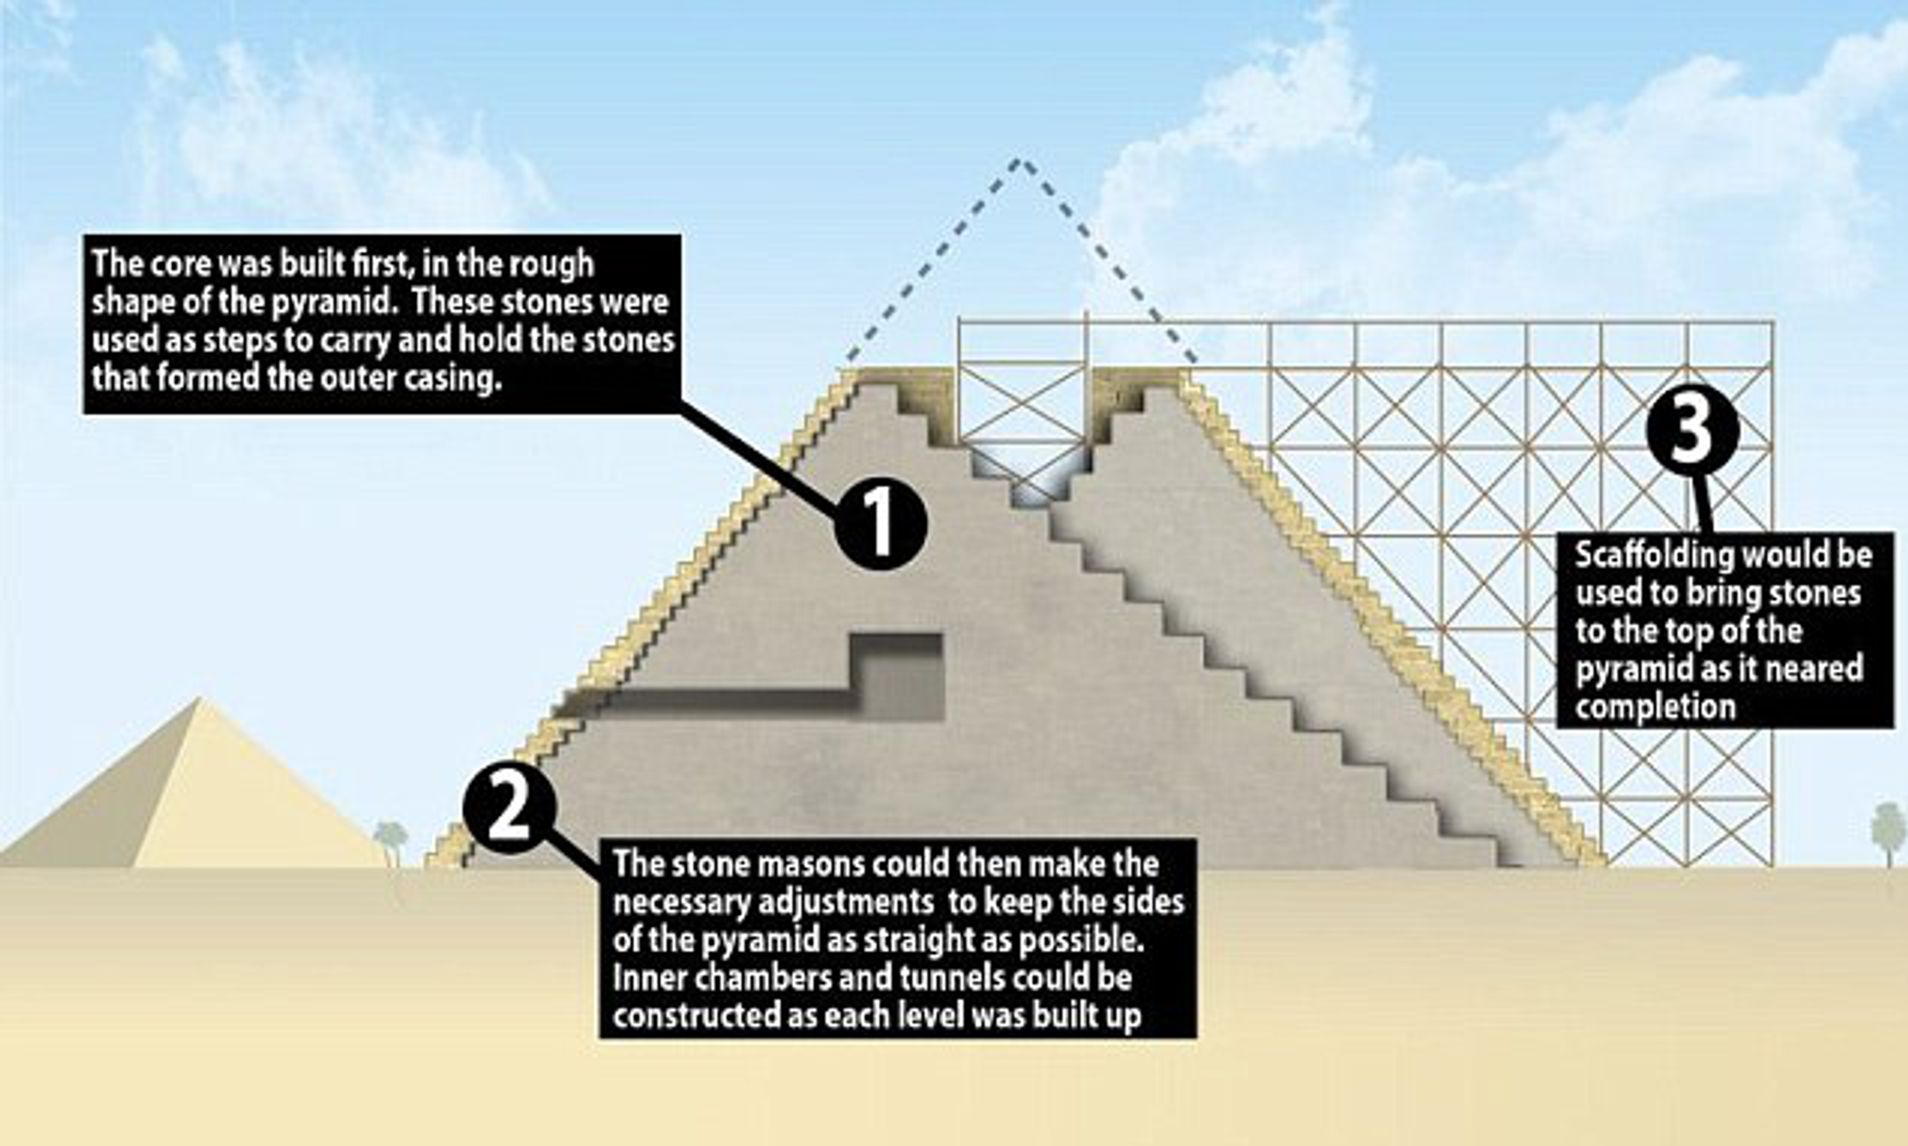 The core was built first, in the rough
shape of the pyramid. These stones were
used as steps to carry and hold the stones
that formed the outer casing.
1
3
Scaffolding would be
used to bring stones
to the top of the
pyramid as it neared
completion
2
The stone masons could then make the
necessary adjustments to keep the sides
of the pyramid as straight as possible.
Inner chambers and tunnels could be
constructed as each level was built up